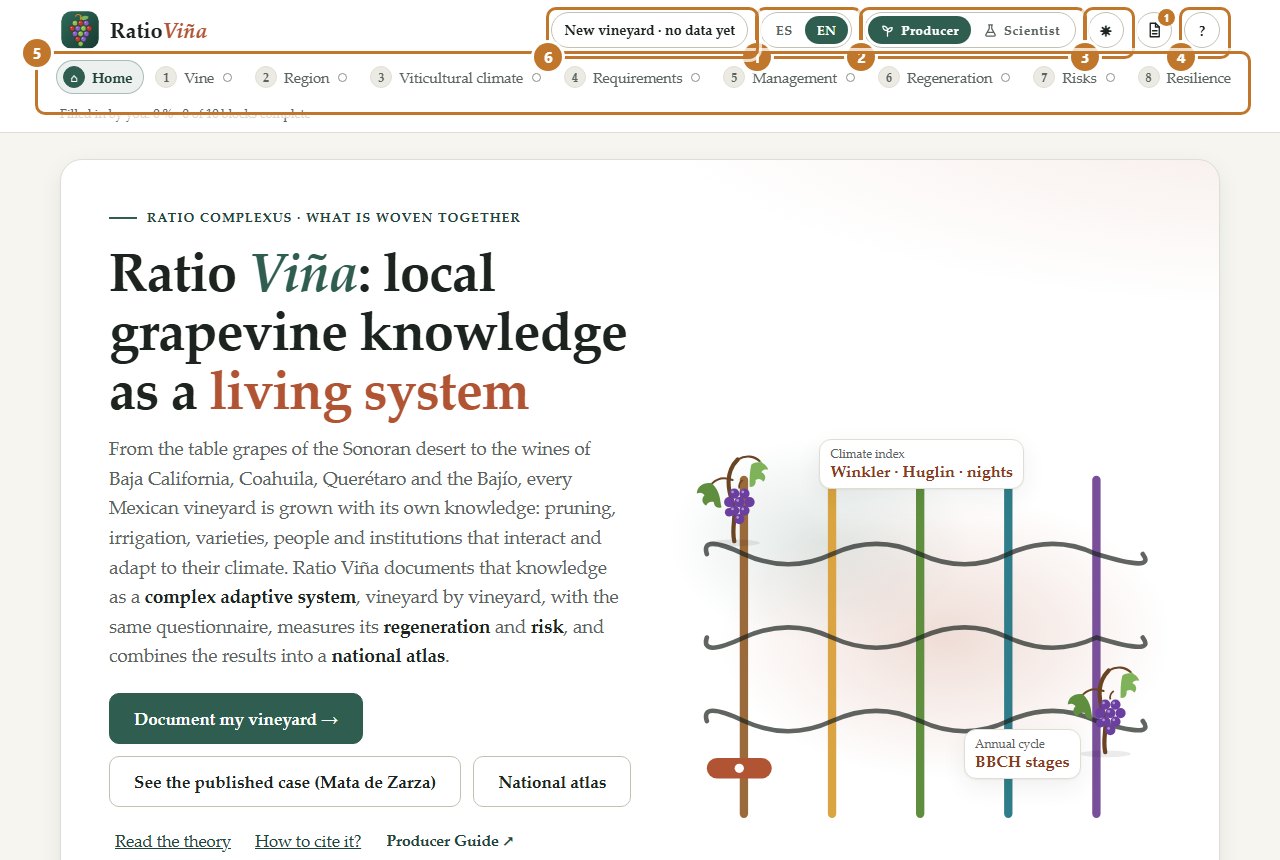 RatioViña
New vineyard · no data yet
ES
EN
Producer
Scientist
1
?
5
6
2
3
4
Home
1 Vine
2 Region
3 Viticultural climate
4 Requirements
5 Management
6 Regeneration
7 Risks
8 Resilience
RATIO COMPLEXUS · WHAT IS WOVEN TOGETHER
Ratio Viña: local
grapevine knowledge
as a living system
From the table grapes of the Sonoran desert to the wines of
Baja California, Coahuila, Querétaro and the Bajío, every
Mexican vineyard is grown with its own knowledge: pruning,
irrigation, varieties, people and institutions that interact and
adapt to their climate. Ratio Viña documents that knowledge
as a complex adaptive system, vineyard by vineyard, with the
same questionnaire, measures its regeneration and risk, and
combines the results into a national atlas.
Document my vineyard →
See the published case (Mata de Zarza)
National atlas
Read the theory
How to cite it?
Producer Guide ↗
Climate index
Winkler · Huglin · nights
Annual cycle
BBCH stages